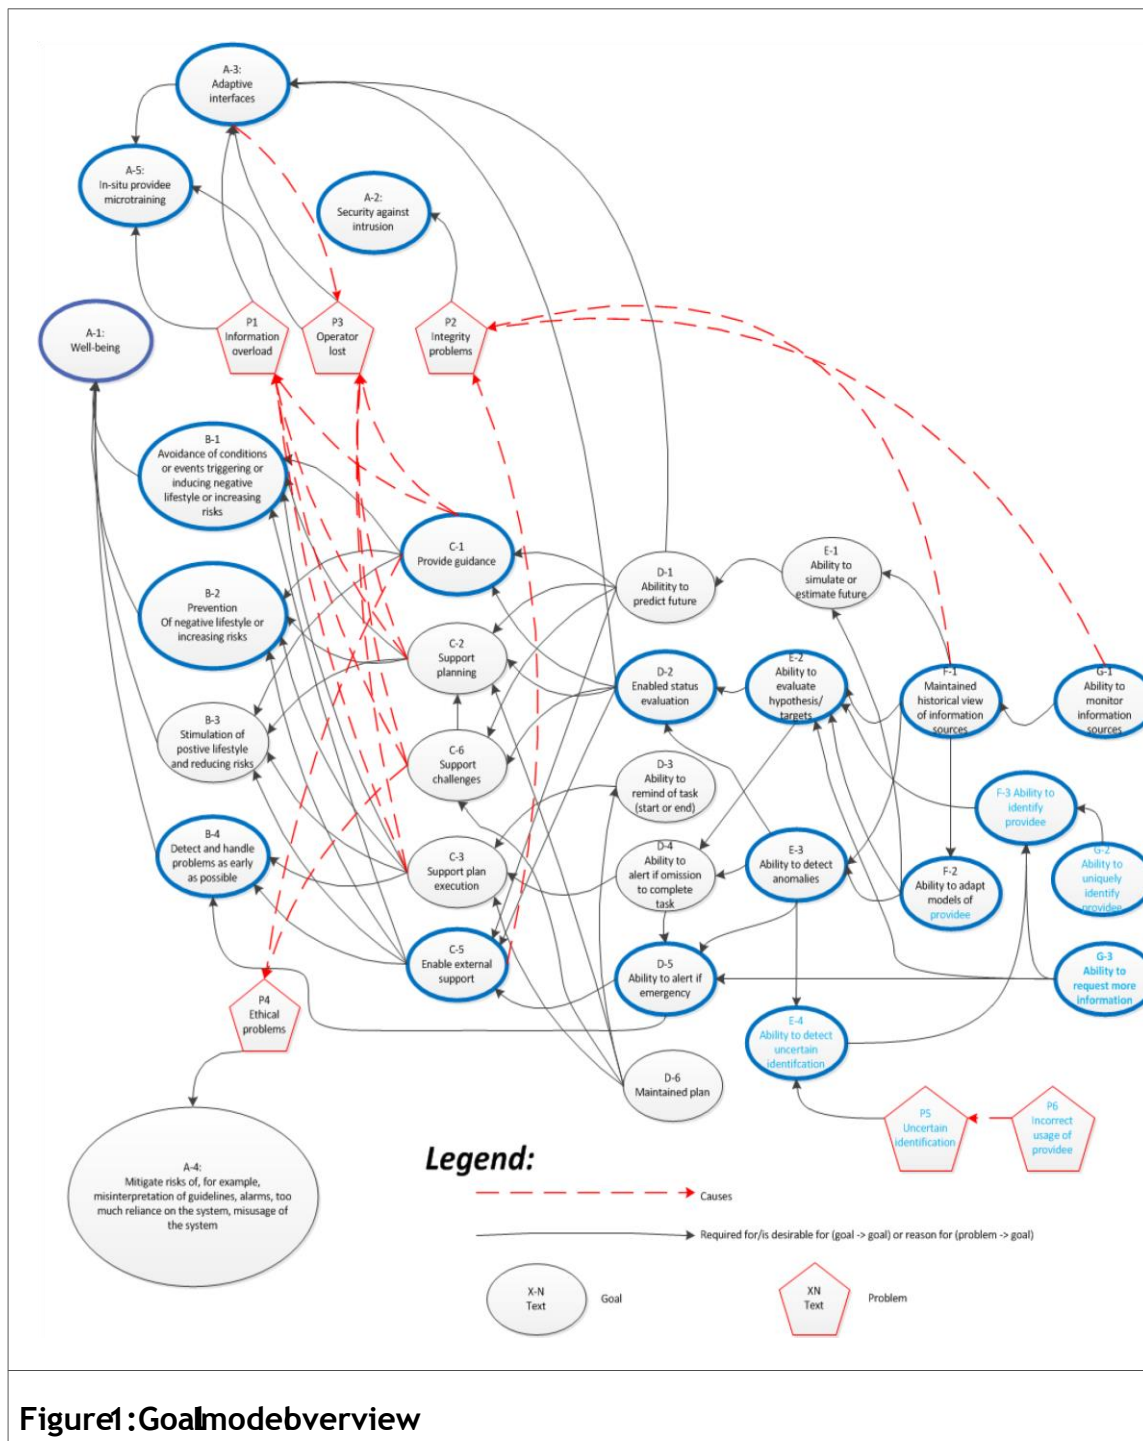 A-3:
Adaptive
interfaces
A-5:
In-situ providee
microtraining
A-2:
Security against
intrusion
A-1:
Well-being
P1
Information
overload
P3
Operator
lost
P2
Integrity
problems
B-1
Avoidance of conditions
or events triggering or
inducing negative
lifestyle or increasing
risks
C-1
Provide guidance
D-1
Abilitity to
predict future
E-1
Ability to
simulate or
estimate future
B-2
Prevention
Of negative lifestyle or
increasing risks
C-2
Support
planning
D-2
Enabled status
evaluation
E-2
Ability to
evaluate
hypothesis/
targets
F-1
Maintained
historical view
of information
sources
G-1
Ability to
monitor
information
sources
B-3
Stimulation of
postive lifestyle
and reducing risks
C-6
Support
challenges
D-3
Ability to
remind of task
(start or end)
F-3 Ability to
identify
providee
B-4
Detect and handle
problems as early
as possible
C-3
Support plan
execution
D-4
Ability to
alert if omission
to complete
task
E-3
Ability to detect
anomalies
F-2
Ability to adapt
models of
providee
G-2
Ability to
uniquely
identify
providee
C-5
Enable external
support
D-5
Ability to alert if
emergency
G-3
Ability to
request more
information
P4
Ethical
problems
E-4
Ability to detect
uncertain
identifcation
D-6
Maintained plan
P5
Uncertain
identification
P6
Incorrect
usage of
providee
A-4:
Mitigate risks of, for example,
misinterpretation of guidelines, alarms, too
much reliance on the system, misusage of
the system
Legend:
Causes
Required for/is desirable for (goal -> goal) or reason for (problem -> goal)
X-N
Text
Goal
XN
Text
Problem
Figure1:Goalmodeloverview